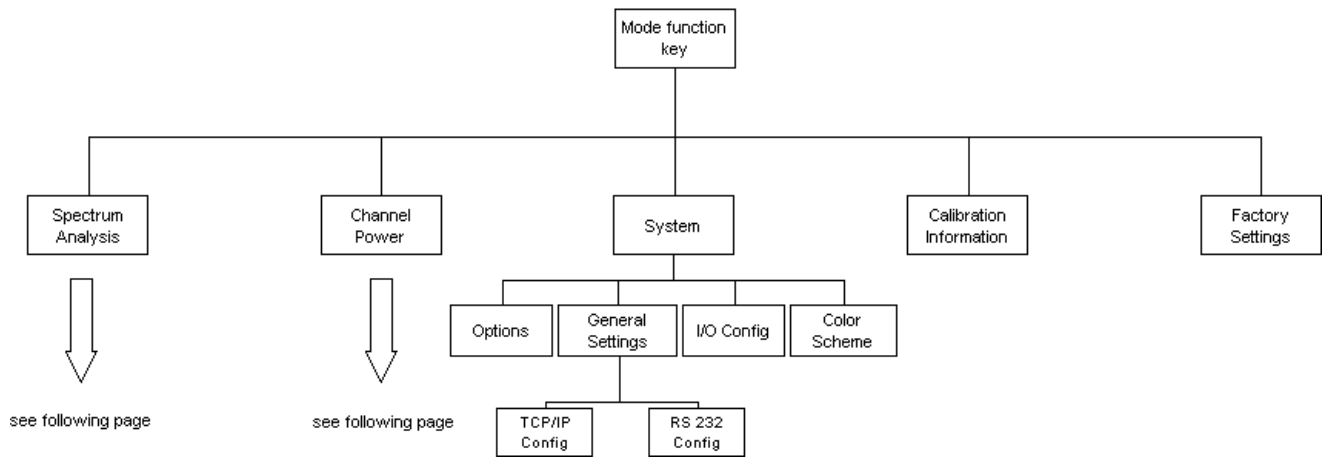 Mode function
key
Spectrum
Analysis
Channel
Power
System
Calibration
Information
Factory
Settings
Options
General
Settings
I/O Config
Color
Scheme
see following page
see following page
TCP/IP
Config
RS 232
Config